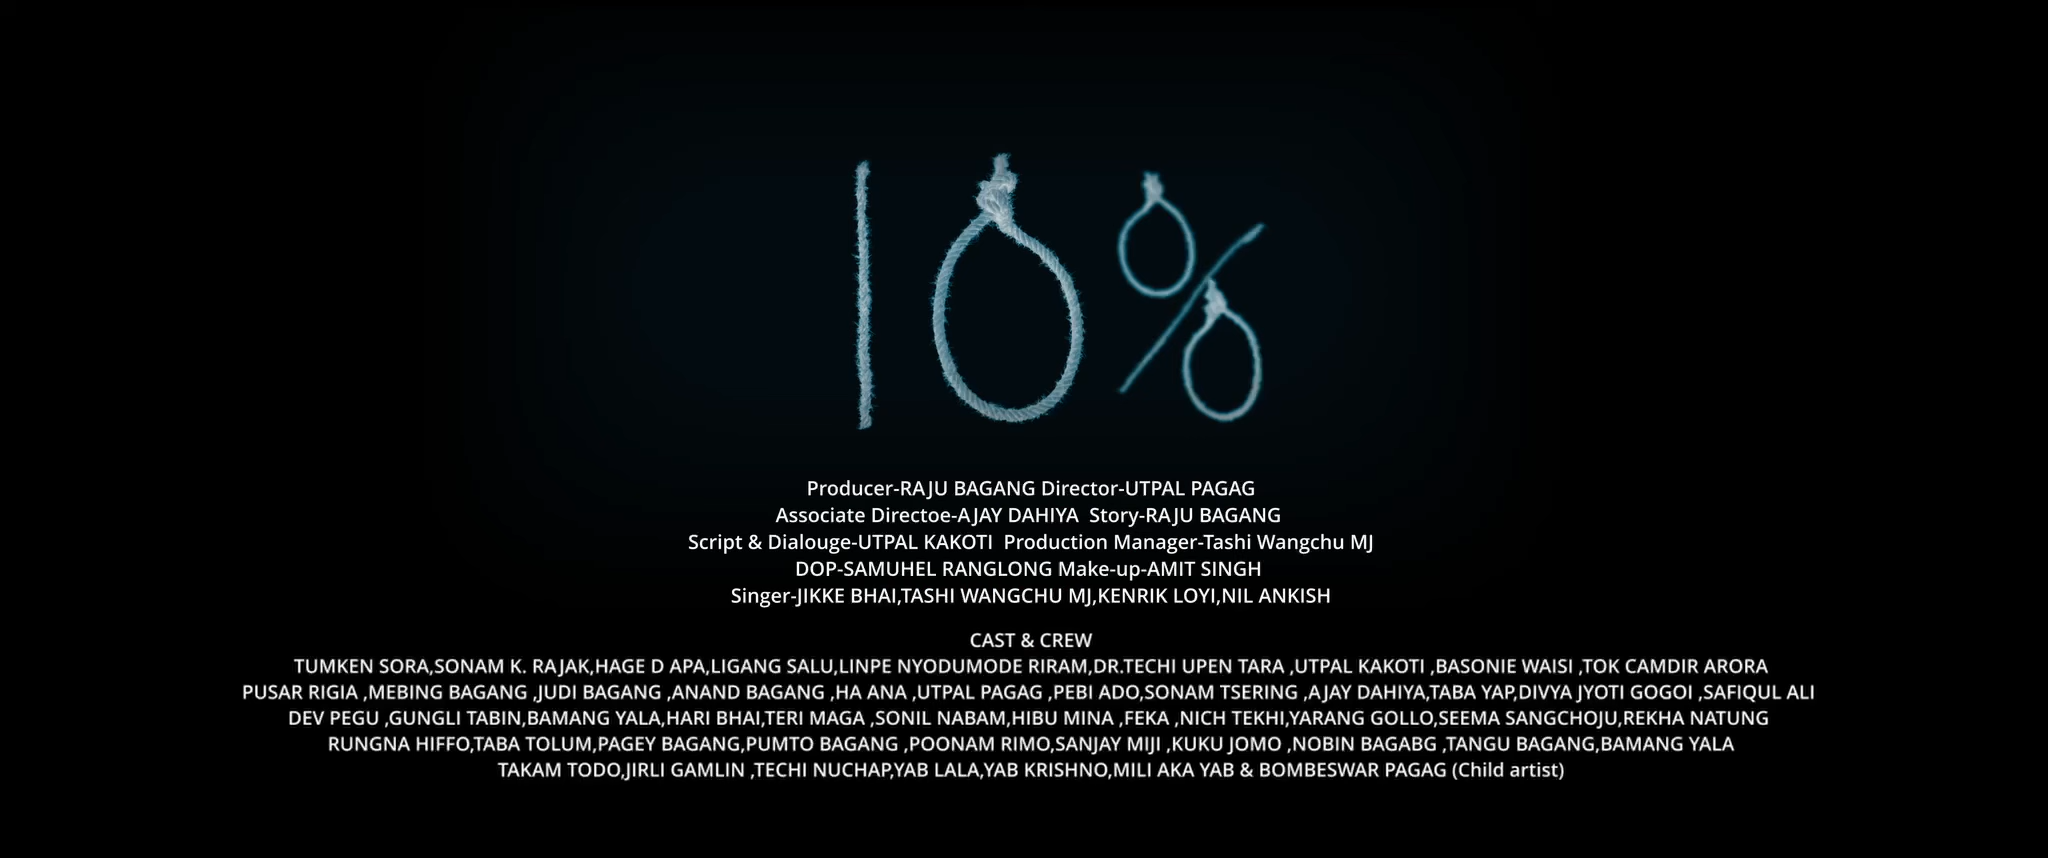 10%
Producer-RAJU BAGANG Director-UTPAL PAGAG
Associate Directoe-AJAY DAHIYA  Story-RAJU BAGANG
Script & Dialouge-UTPAL KAKOTI  Production Manager-Tashi Wangchu MJ
DOP-SAMUHEL RANGLONG Make-up-AMIT SINGH
Singer-JIKKE BHAI,TASHI WANGCHU MJ,KENRIK LOYI,NIL ANKISH
CAST & CREW
TUMKEN SORA,SONAM K. RAJAK,HAGE D APA,LIGANG SALU,LINPE NYODUMODE RIRAM,DR.TECHI UPEN TARA ,UTPAL KAKOTI ,BASONIE WAISI ,TOK CAMDIR ARORA
PUSAR RIGIA ,MEBING BAGANG ,JUDI BAGANG ,ANAND BAGANG ,HA ANA ,UTPAL PAGAG ,PEBI ADO,SONAM TSERING ,AJAY DAHIYA,TABA YAP,DIVYA JYOTI GOGOI ,SAFIQUL ALI
DEV PEGU ,GUNGLI TABIN,BAMANG YALA,HARI BHAI,TERI MAGA ,SONIL NABAM,HIBU MINA ,FEKA ,NICH TEKHI,YARANG GOLLO,SEEMA SANGCHOJU,REKHA NATUNG
RUNGNA HIFFO,TABA TOLUM,PAGEY BAGANG,PUMTO BAGANG ,POONAM RIMO,SANJAY MIJI ,KUKU JOMO ,NOBIN BAGABG ,TANGU BAGANG,BAMANG YALA
TAKAM TODO,JIRLI GAMLIN ,TECHI NUCHAP,YAB LALA,YAB KRISHNO,MILI AKA YAB & BOMBESWAR PAGAG (Child artist)